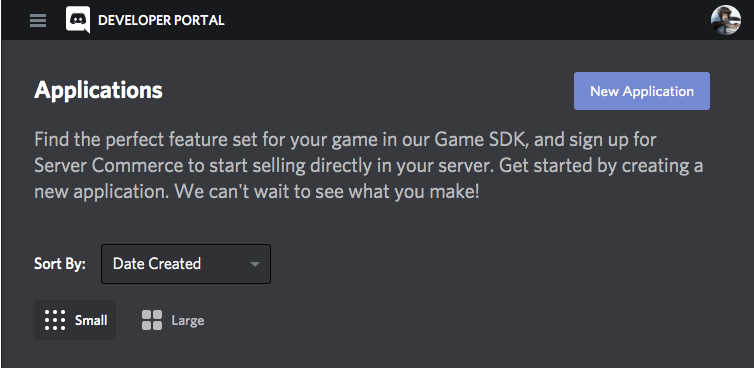 DEVELOPER PORTAL
Applications
New Application
Find the perfect feature set for your game in our Game SDK, and sign up for
Server Commerce to start selling directly in your server. Get started by creating a
new application. We can't wait to see what you make!
Sort By:
Date Created
Small
Large